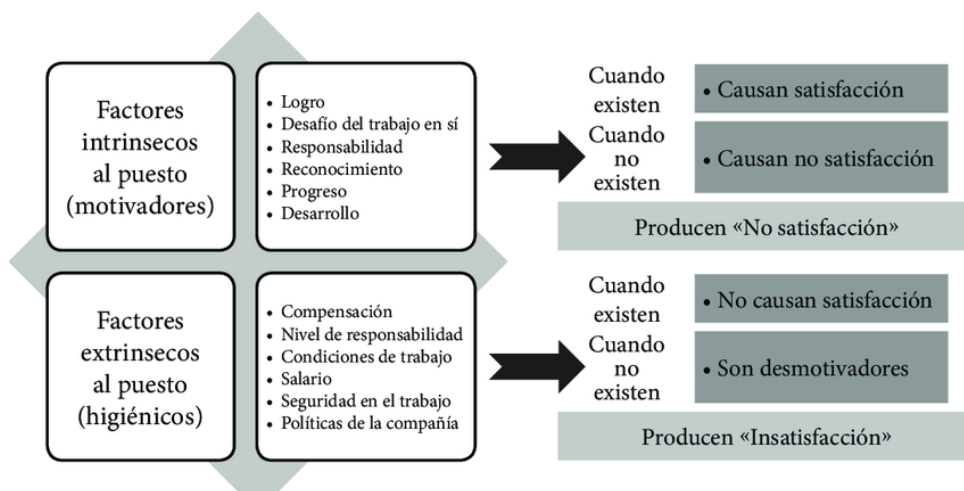 Factores
intrinsecos
al puesto
(motivadores)
• Logro
• Desafío del trabajo en sí
• Responsabilidad
• Reconocimiento
• Progreso
• Desarrollo
Cuando
existen
• Causan satisfacción
Cuando
no
existen
• Causan no satisfacción
Producen «No satisfacción»
Factores
extrinsecos
al puesto
(higiénicos)
• Compensación
• Nivel de responsabilidad
• Condiciones de trabajo
• Salario
• Seguridad en el trabajo
• Políticas de la compañía
Cuando
existen
• No causan satisfacción
Cuando
no
existen
• Son desmotivadores
Producen «Insatisfacción»